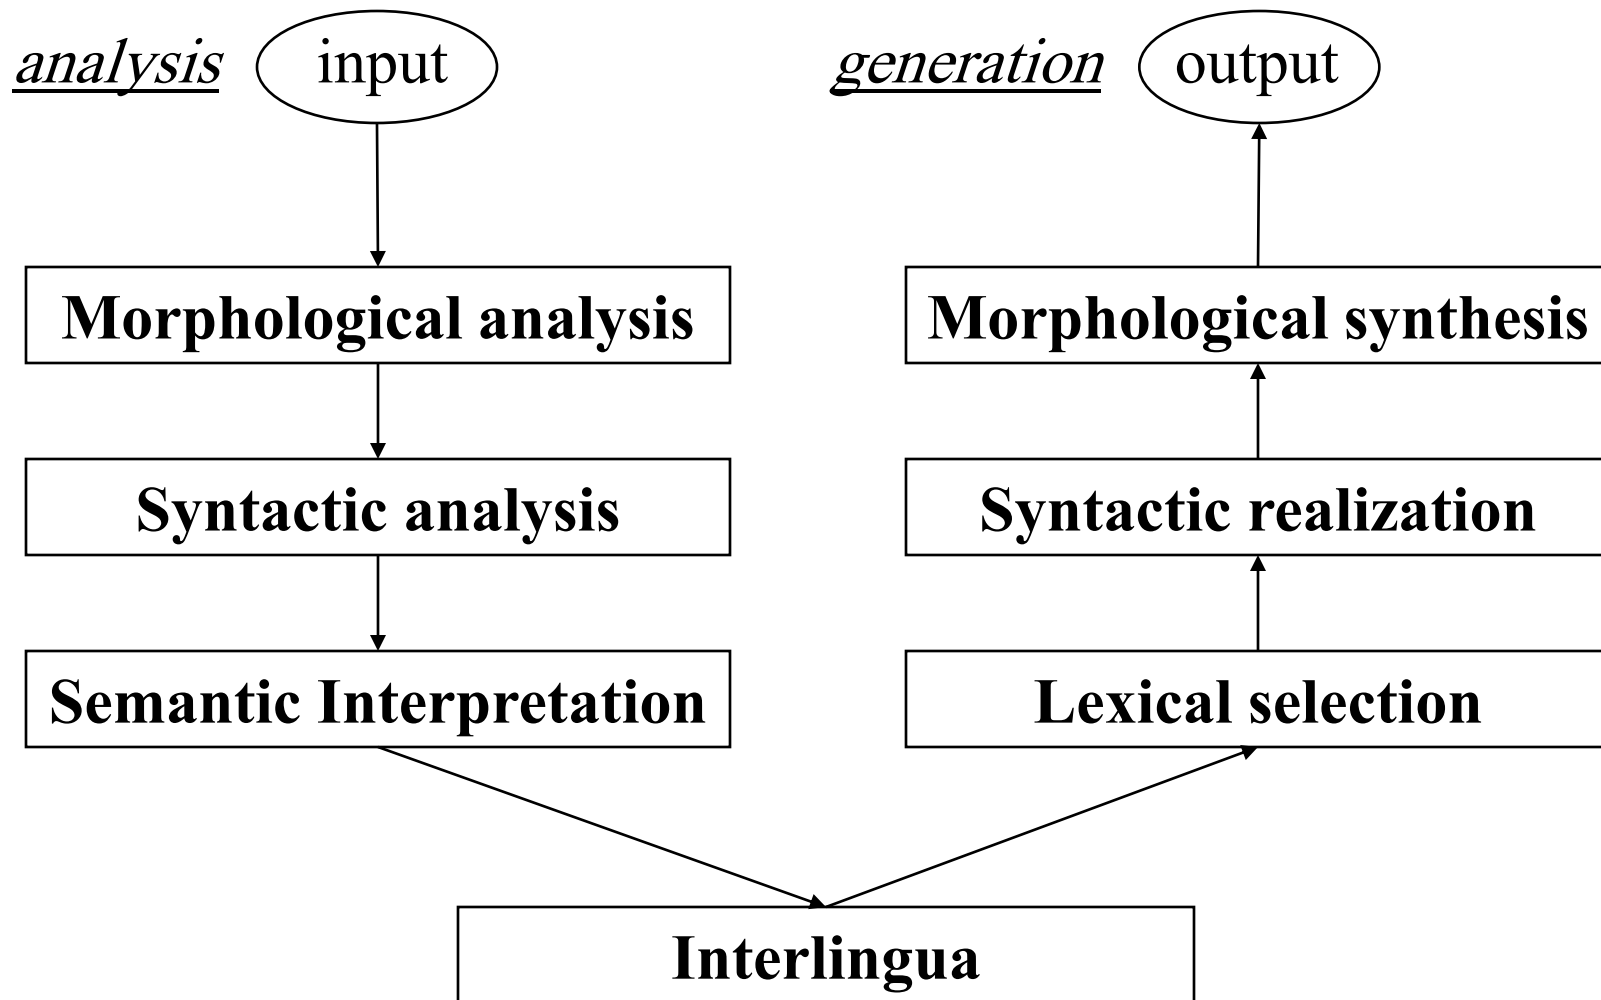 analysis
input
generation
output
Morphological analysis
Morphological synthesis
Syntactic analysis
Syntactic realization
Semantic Interpretation
Lexical selection
Interlingua